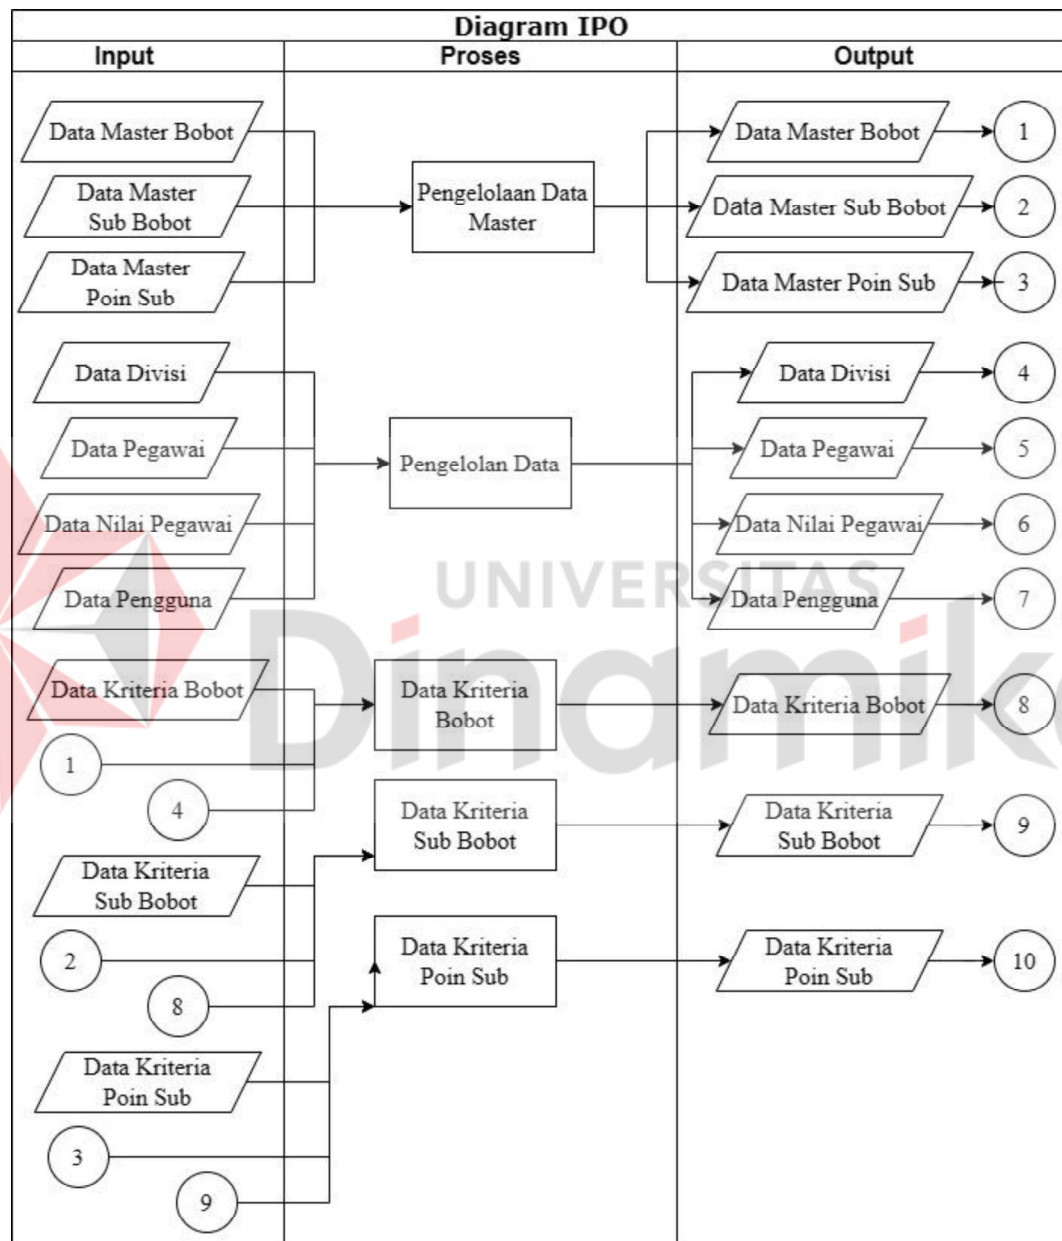 Diagram IPO
Input
Proses
Output
Data Master Bobot
Data Master
Sub Bobot
Data Master
Poin Sub
Pengelolaan Data
Master
Data Master Bobot
1
Data Master Sub Bobot
2
Data Master Poin Sub
3
Data Divisi
Data Pegawai
Data Nilai Pegawai
Data Pengguna
Pengelolan Data
Data Divisi
4
Data Pegawai
5
Data Nilai Pegawai
6
Data Pengguna
7
UNIVERSITAS
Dinamika
Data Kriteria Bobot
1
4
Data Kriteria
Bobot
Data Kriteria Bobot
8
Data Kriteria
Sub Bobot
2
8
Data Kriteria
Sub Bobot
Data Kriteria
Sub Bobot
9
Data Kriteria
Poin Sub
3
9
Data Kriteria
Poin Sub
Data Kriteria
Poin Sub
10